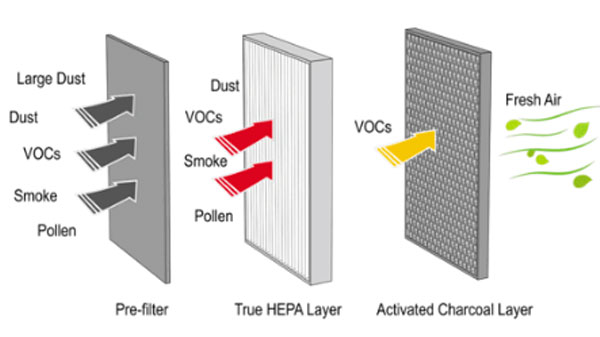 Large Dust
Dust
VOCs
Smoke
Pollen
Pre-filter
Dust
VOCs
Smoke
Pollen
True HEPA Layer
VOCs
Activated Charcoal Layer
Fresh Air